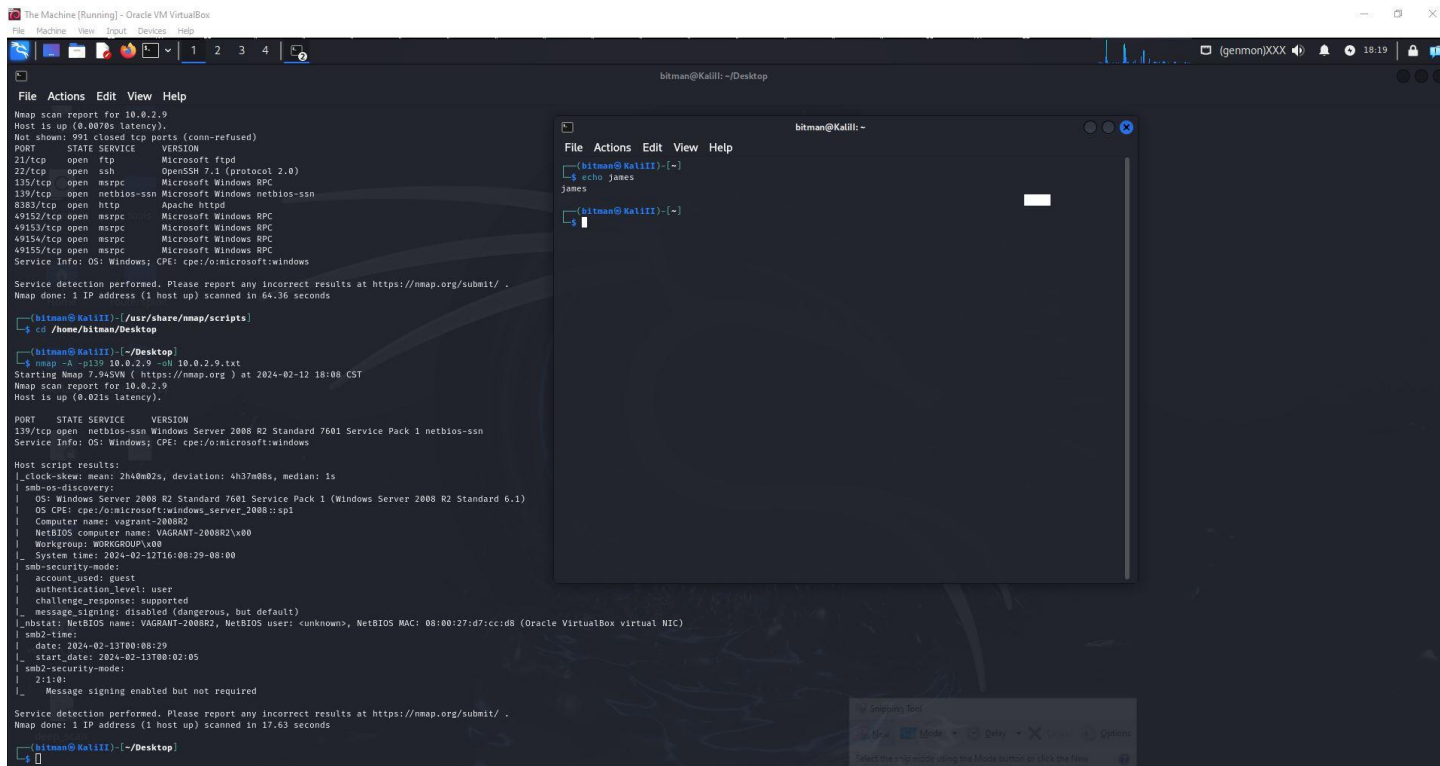 The Machine [Running] - Oracle VM VirtualBox
File Machine View Input Devices Help
1 2 3 4
(genmon)XXX 18:19
bitman@KaliII: ~/Desktop
File Actions Edit View Help
Nmap scan report for 10.0.2.9
Host is up (0.0070s latency).
Not shown: 991 closed tcp ports (conn-refused)
PORT STATE SERVICE VERSION
21/tcp open ftp Microsoft ftpd
22/tcp open ssh OpenSSH 7.1 (protocol 2.0)
135/tcp open msrpc Microsoft Windows RPC
139/tcp open netbios-ssn Microsoft Windows netbios-ssn
8383/tcp open http Apache httpd
49152/tcp open msrpc Microsoft Windows RPC
49153/tcp open msrpc Microsoft Windows RPC
49154/tcp open msrpc Microsoft Windows RPC
49155/tcp open msrpc Microsoft Windows RPC
Service Info: OS: Windows; CPE: cpe:/o:microsoft:windows
Service detection performed. Please report any incorrect results at https://nmap.org/submit/ .
Nmap done: 1 IP address (1 host up) scanned in 64.36 seconds
┌──(bitman㉿KaliII)-[/usr/share/nmap/scripts]
└─$ cd /home/bitman/Desktop
┌──(bitman㉿KaliII)-[~/Desktop]
└─$ nmap -A -p139 10.0.2.9 -oN 10.0.2.9.txt
Starting Nmap 7.94SVN ( https://nmap.org ) at 2024-02-12 18:08 CST
Nmap scan report for 10.0.2.9
Host is up (0.021s latency).
PORT STATE SERVICE VERSION
139/tcp open netbios-ssn Windows Server 2008 R2 Standard 7601 Service Pack 1 netbios-ssn
Service Info: OS: Windows; CPE: cpe:/o:microsoft:windows
Host script results:
|_clock-skew: mean: 2h40m02s, deviation: 4h37m08s, median: 1s
| smb-os-discovery:
| OS: Windows Server 2008 R2 Standard 7601 Service Pack 1 (Windows Server 2008 R2 Standard 6.1)
| OS CPE: cpe:/o:microsoft:windows_server_2008::sp1
| Computer name: vagrant-2008R2
| NetBIOS computer name: VAGRANT-2008R2\x00
| Workgroup: WORKGROUP\x00
|_ System time: 2024-02-12T16:08:29-08:00
| smb-security-mode:
| account_used: guest
| authentication_level: user
| challenge_response: supported
|_ message_signing: disabled (dangerous, but default)
|_nbstat: NetBIOS name: VAGRANT-2008R2, NetBIOS user: <unknown>, NetBIOS MAC: 08:00:27:d7:cc:d8 (Oracle VirtualBox virtual NIC)
| smb2-time:
| date: 2024-02-13T00:08:29
|_ start_date: 2024-02-13T00:02:05
| smb2-security-mode:
| 2:1:0:
|_ Message signing enabled but not required
Service detection performed. Please report any incorrect results at https://nmap.org/submit/ .
Nmap done: 1 IP address (1 host up) scanned in 17.63 seconds
┌──(bitman㉿KaliII)-[~/Desktop]
└─$
bitman@KaliII: ~
File Actions Edit View Help
┌──(bitman㉿KaliII)-[~]
└─$ echo james
james
┌──(bitman㉿KaliII)-[~]
└─$
Snipping Tool
New Mode Delay Options
Select the snip mode using the Mode button or click the New